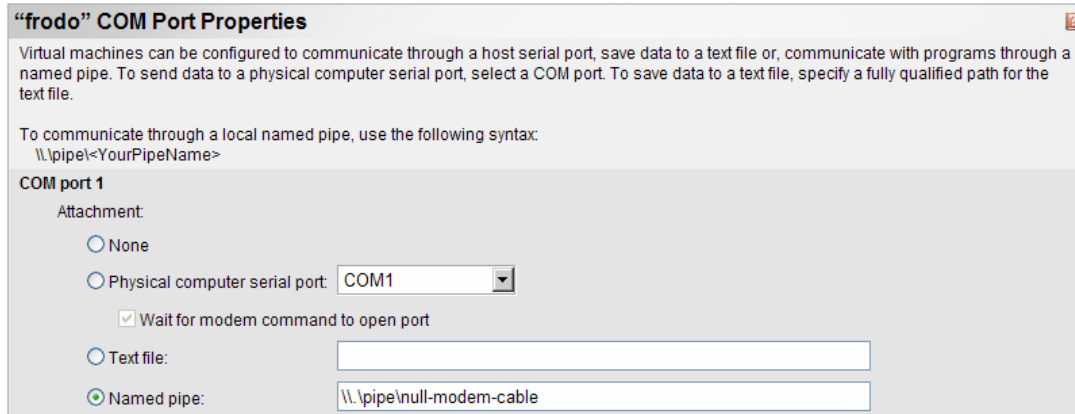 “frodo” COM Port Properties
Virtual machines can be configured to communicate through a host serial port, save data to a text file or, communicate with programs through a
named pipe. To send data to a physical computer serial port, select a COM port. To save data to a text file, specify a fully qualified path for the
text file.
To communicate through a local named pipe, use the following syntax:
\\.\pipe\<YourPipeName>
COM port 1
Attachment:
None
Physical computer serial port: COM1
Wait for modem command to open port
Text file:
Named pipe: \\.\pipe\null-modem-cable